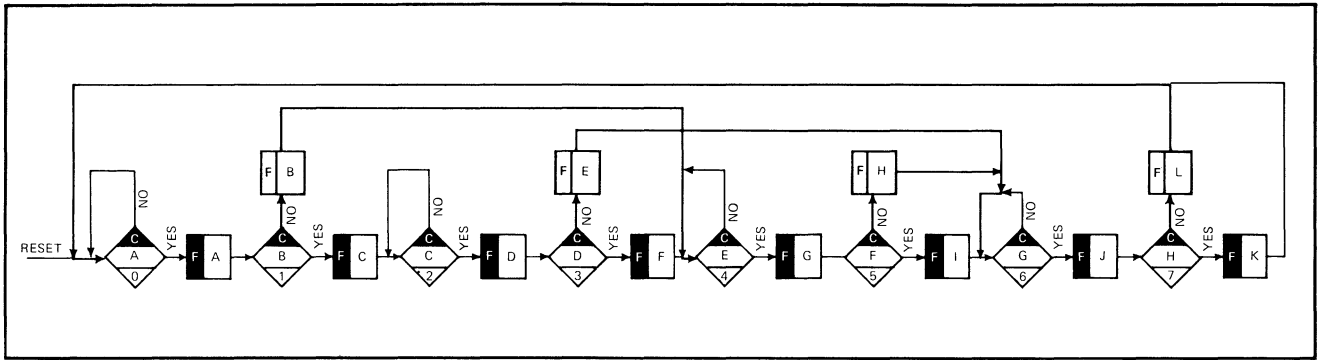 F B
F E
F H
F L
NO
NO
NO
NO
NO
NO
NO
NO
RESET
C
A
0
YES
F A
C
B
1
YES
F C
C
C
2
YES
F D
C
D
3
YES
F F
C
E
4
YES
F G
C
F
5
YES
F I
C
G
6
YES
F J
C
H
7
YES
F K